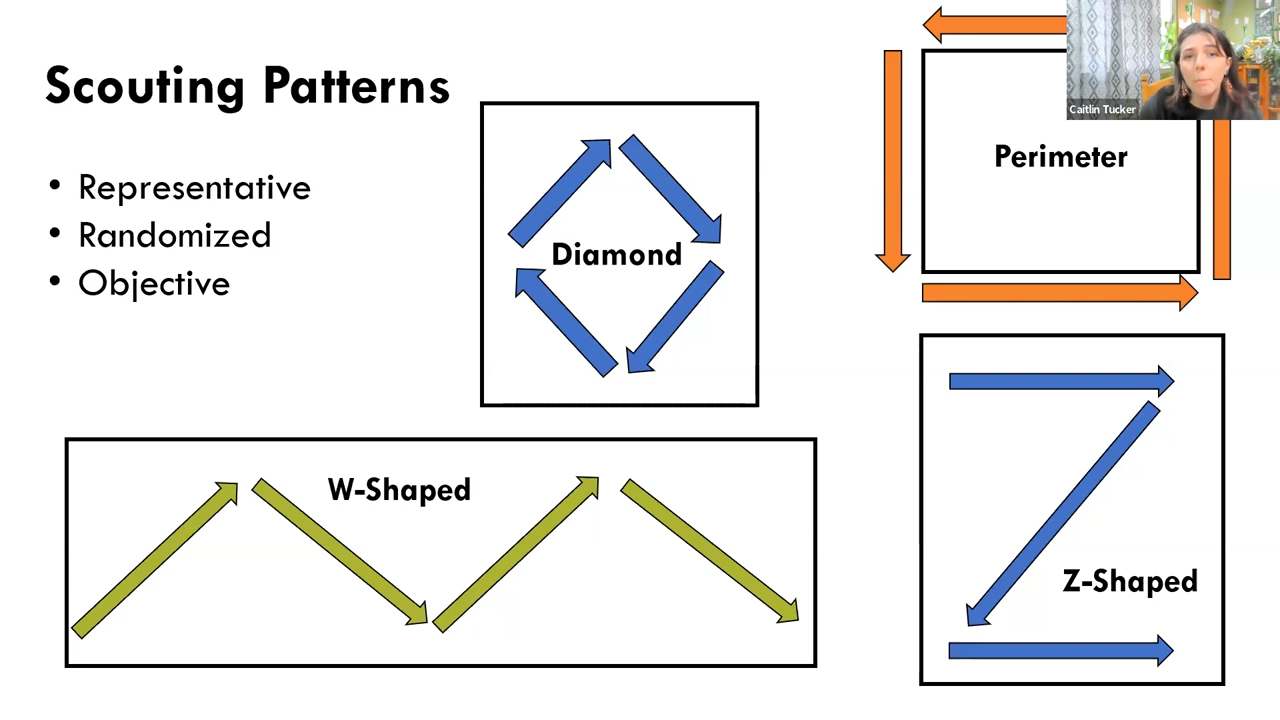 Scouting Patterns
• Representative
• Randomized
• Objective
Diamond
Perimeter
Caitlin Tucker
W-Shaped
Z-Shaped